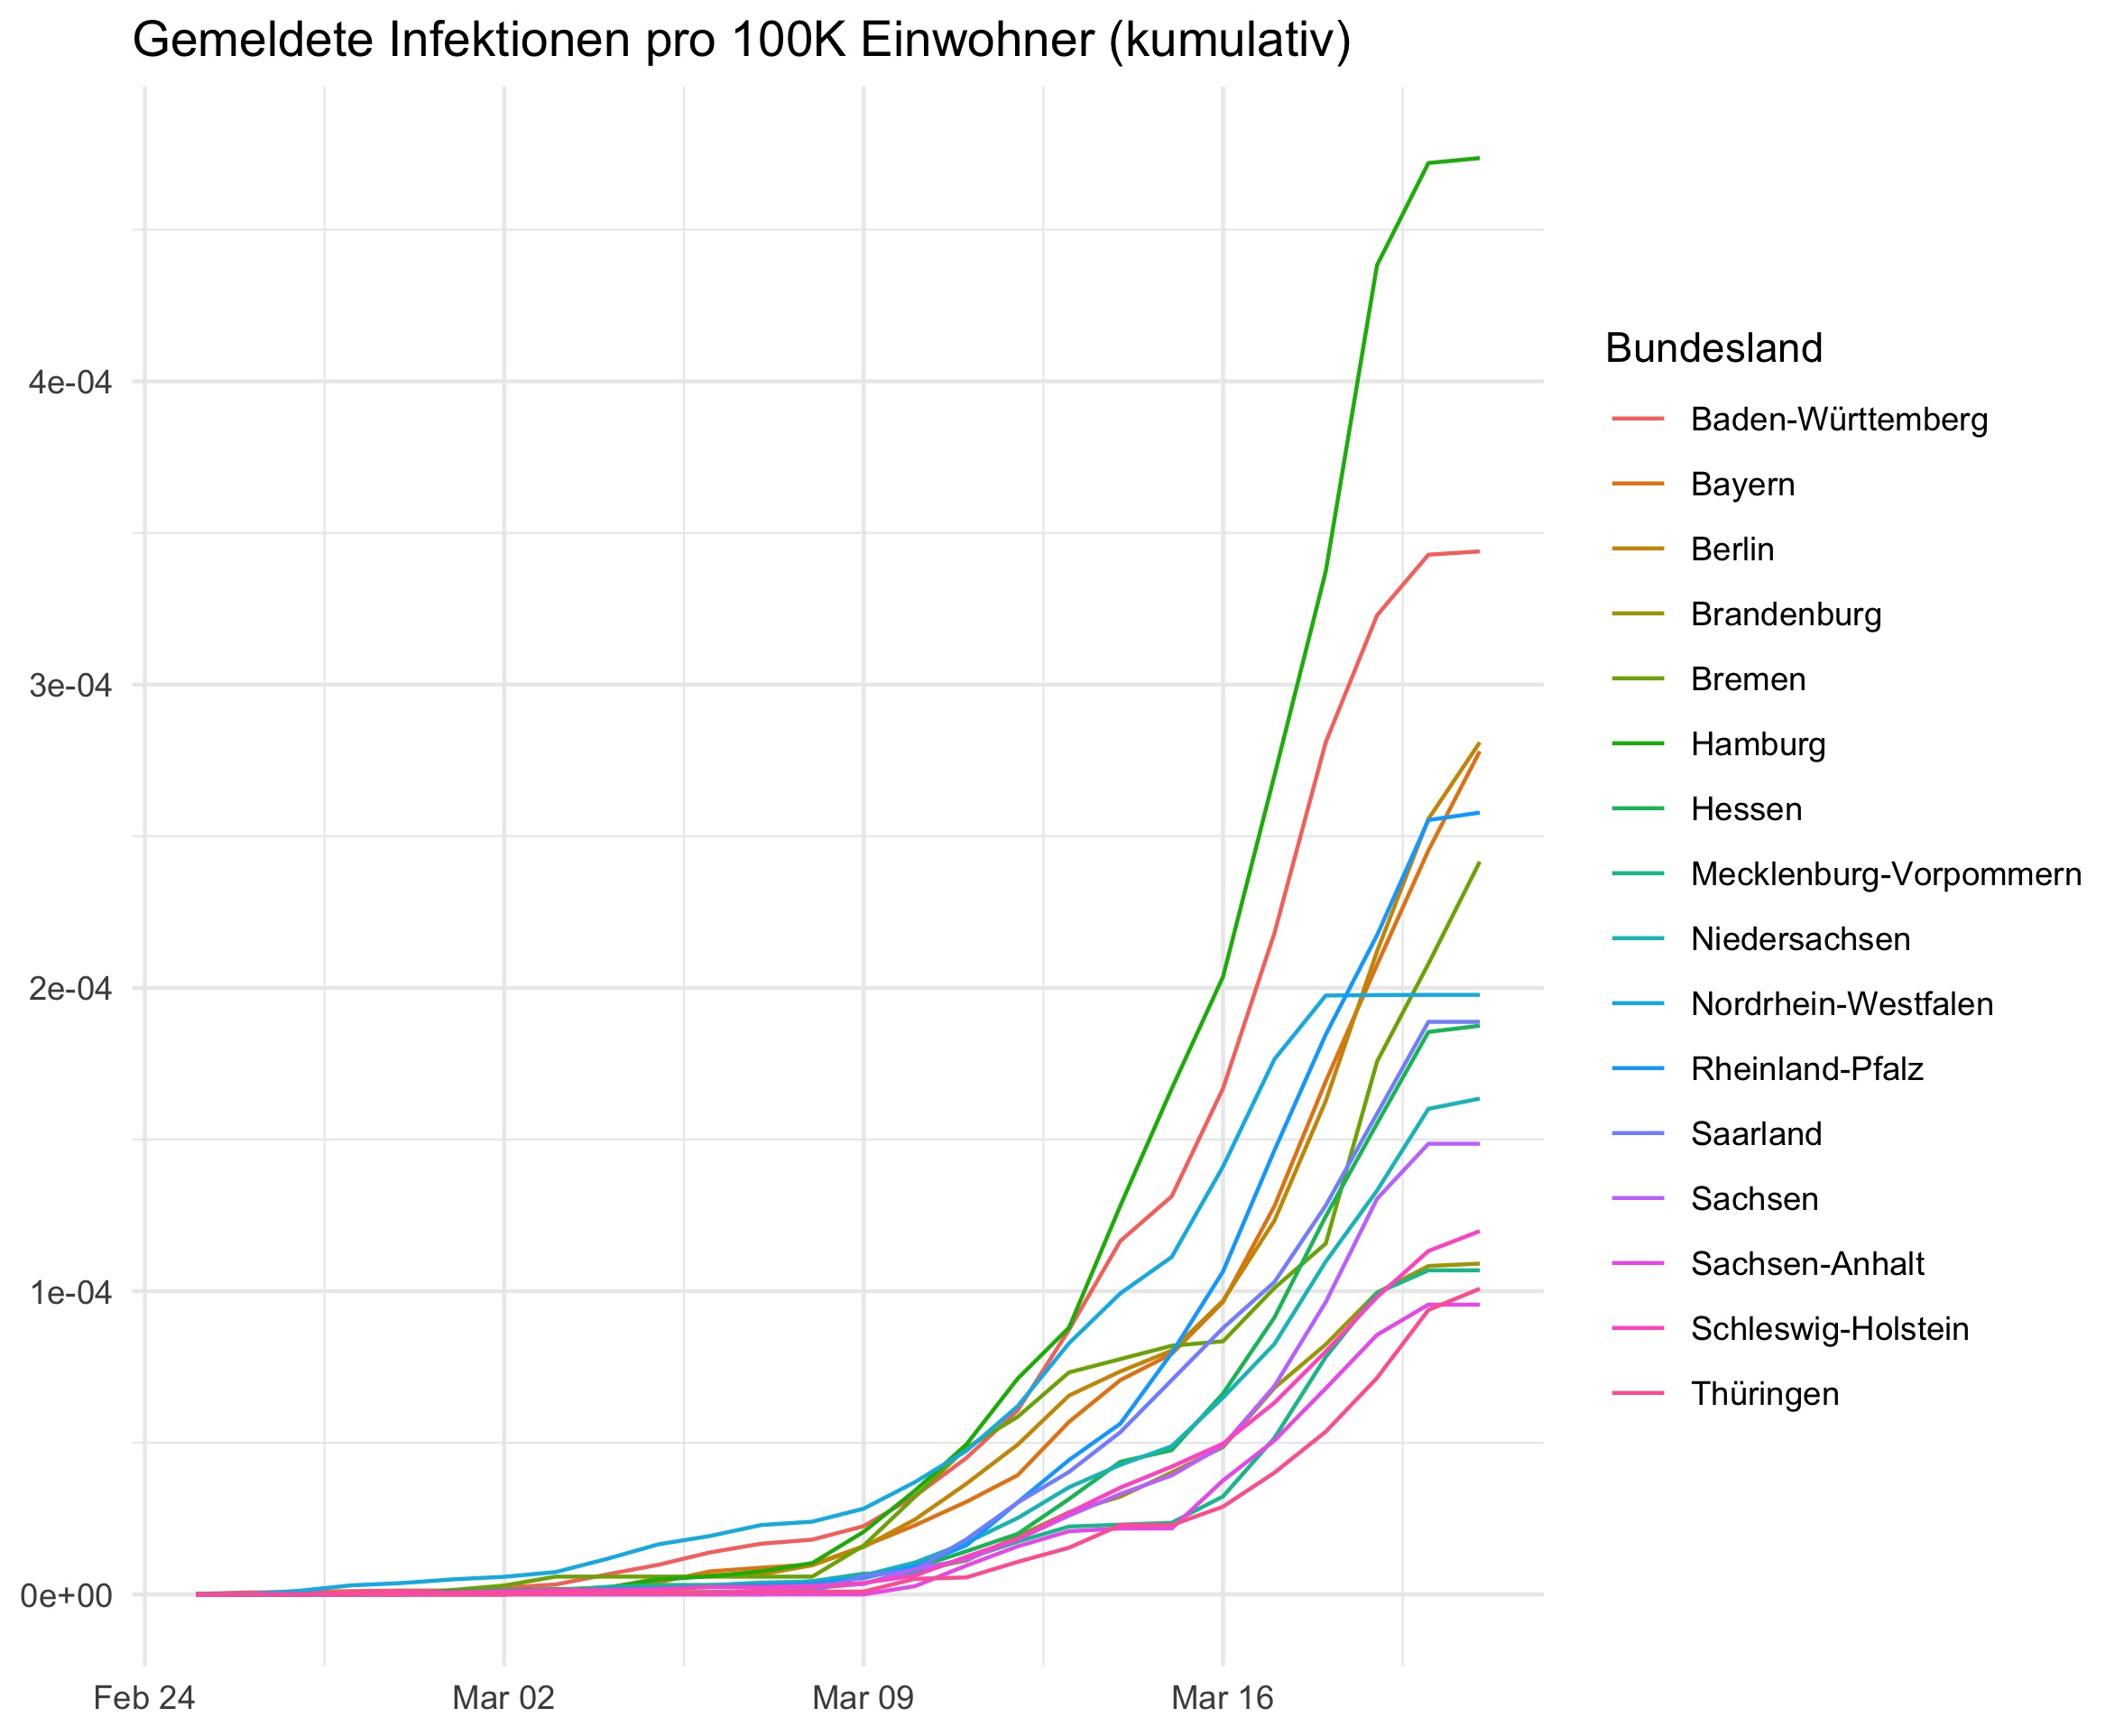 Gemeldete Infektionen pro 100K Einwohner (kumulativ)
4e-04
3e-04
2e-04
1e-04
0e+00
Feb 24
Mar 02
Mar 09
Mar 16
Bundesland
Baden-Württemberg
Bayern
Berlin
Brandenburg
Bremen
Hamburg
Hessen
Mecklenburg-Vorpommern
Niedersachsen
Nordrhein-Westfalen
Rheinland-Pfalz
Saarland
Sachsen
Sachsen-Anhalt
Schleswig-Holstein
Thüringen